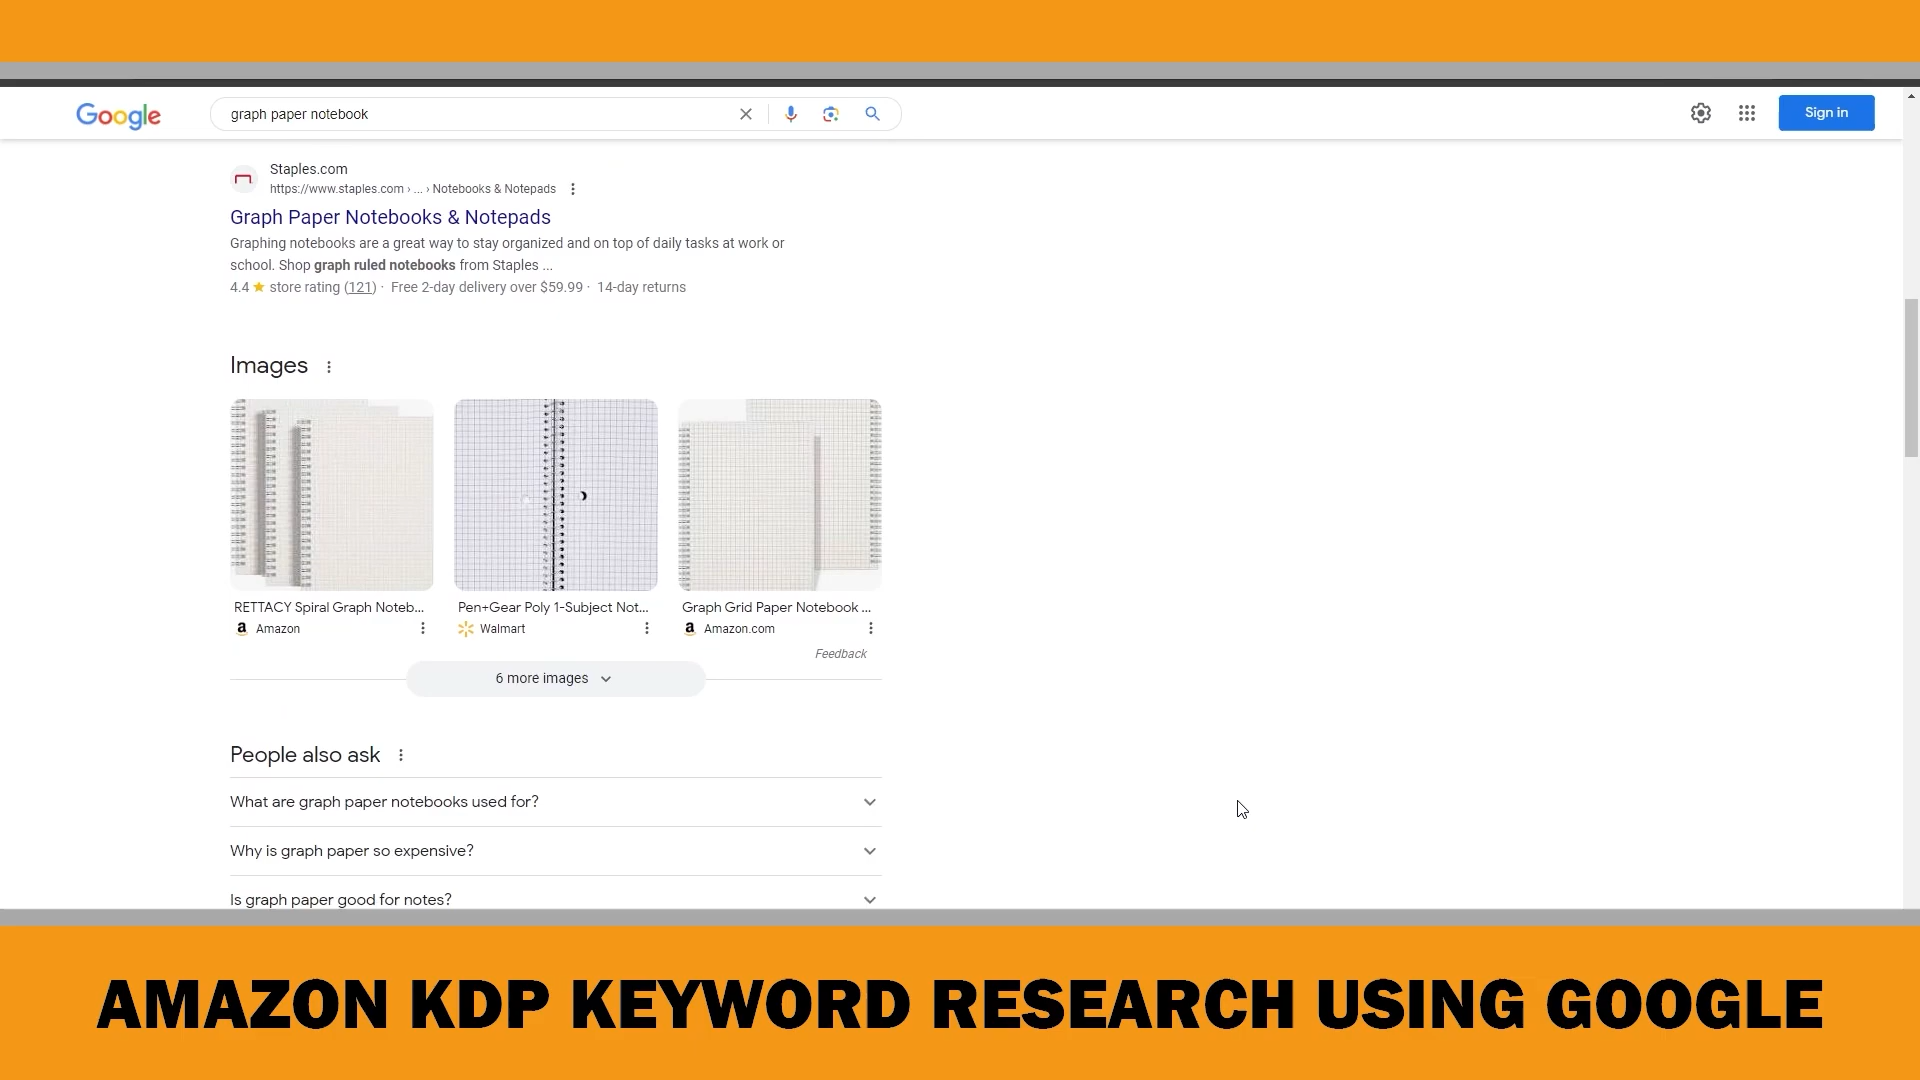 Google
graph paper notebook
Sign in
Staples.com
https://www.staples.com › ... › Notebooks & Notepads
Graph Paper Notebooks & Notepads
Graphing notebooks are a great way to stay organized and on top of daily tasks at work or
school. Shop graph ruled notebooks from Staples ...
4.4 ★ store rating (121) · Free 2-day delivery over $59.99 · 14-day returns
Images
RETTACY Spiral Graph Noteb...
a Amazon
Pen+Gear Poly 1-Subject Not...
Walmart
Graph Grid Paper Notebook ...
a Amazon.com
Feedback
6 more images
People also ask
What are graph paper notebooks used for?
Why is graph paper so expensive?
Is graph paper good for notes?
AMAZON KDP KEYWORD RESEARCH USING GOOGLE